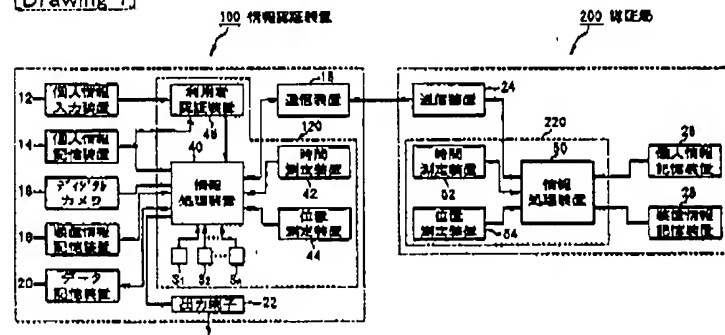 [Drawing 1]
100 情報認証装置
200 認証局
12
個人情報
入力装置
14
個人情報
記憶装置
16
ディジタル
カメラ
18
装置情報
記憶装置
20
データ
記憶装置
利用者
認証装置
46
40
情報
処理装置
120
時間
測定装置
42
位置
測定装置
44
S1
S2
Sn
出力端子
22
通信装置
通信装置
24
220
時間
測定装置
52
位置
測定装置
54
50
情報
処理装置
個人情報
記憶装置
装置情報
記憶装置
28